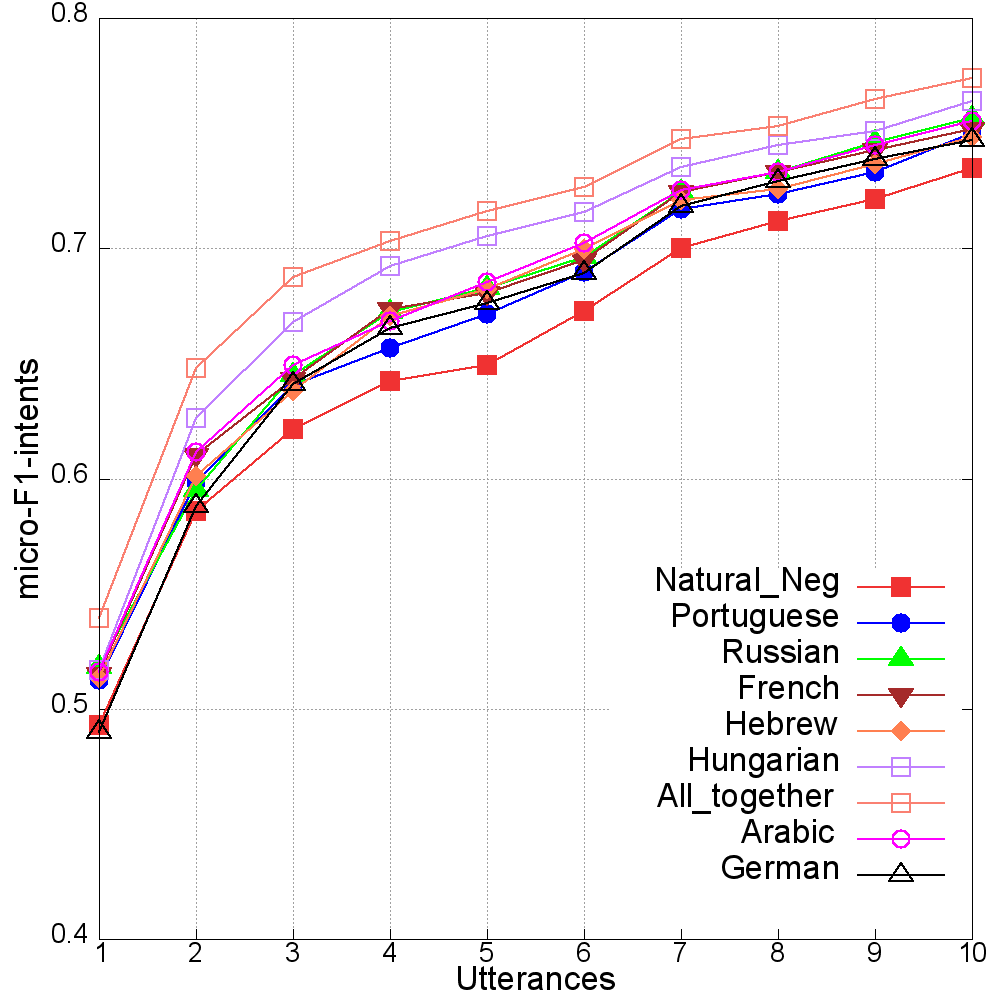 0.8
0.7
0.6
0.5
0.4
micro-F1-intents
Natural_Neg
Portuguese
Russian
French
Hebrew
Hungarian
All_together
Arabic
German
1 2 3 4 5 6 7 8 9 10
Utterances